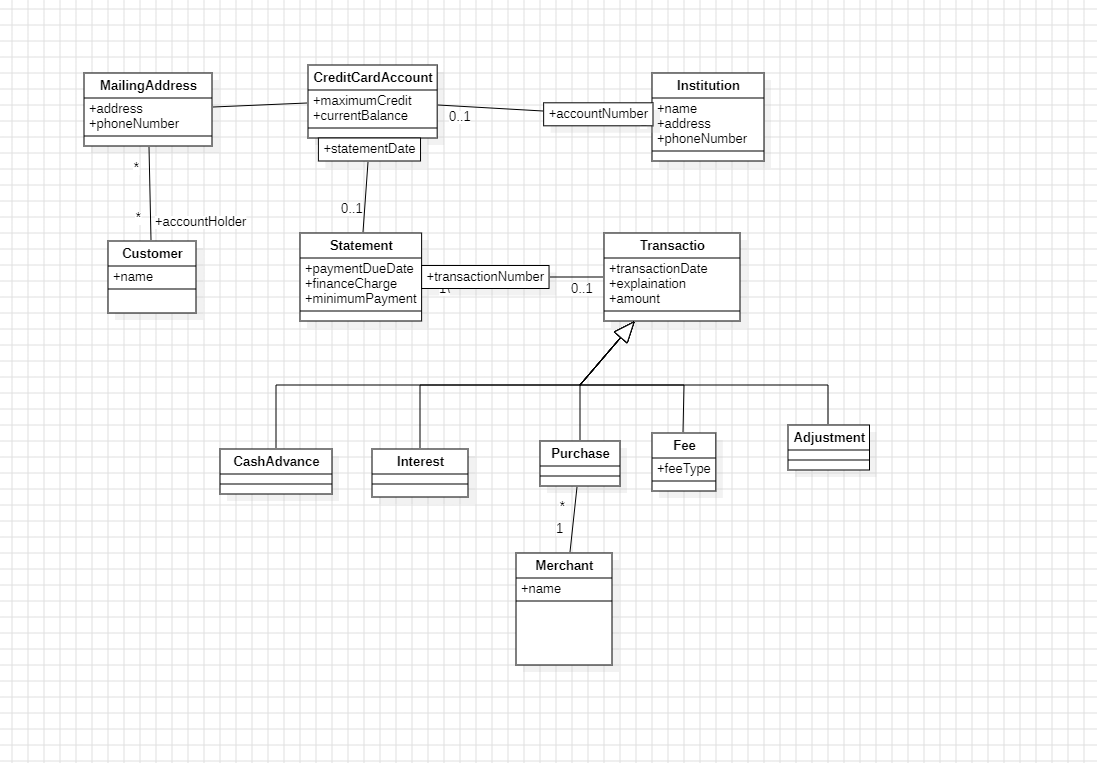 MailingAddress
+address
+phoneNumber
CreditCardAccount
+maximumCredit
+currentBalance
+statementDate
0..1
+accountNumber
Institution
+name
+address
+phoneNumber
*
*
+accountHolder
Customer
+name
0..1
Statement
+paymentDueDate
+financeCharge
+minimumPayment
+transactionNumber
0..1
Transactio
+transactionDate
+explaination
+amount
CashAdvance
Interest
Purchase
Fee
+feeType
Adjustment
*
1
Merchant
+name